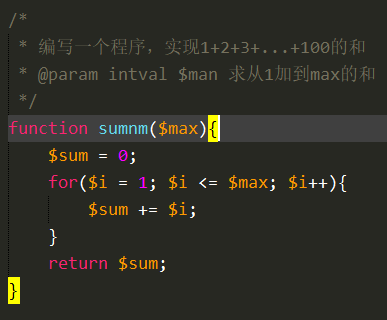 /*
* 编写一个程序，实现1+2+3+...+100的和
* @param intval $man 求从1加到max的和
*/
function sumnm($max){
$sum = 0;
for($i = 1; $i <= $max; $i++){
$sum += $i;
}
return $sum;
}